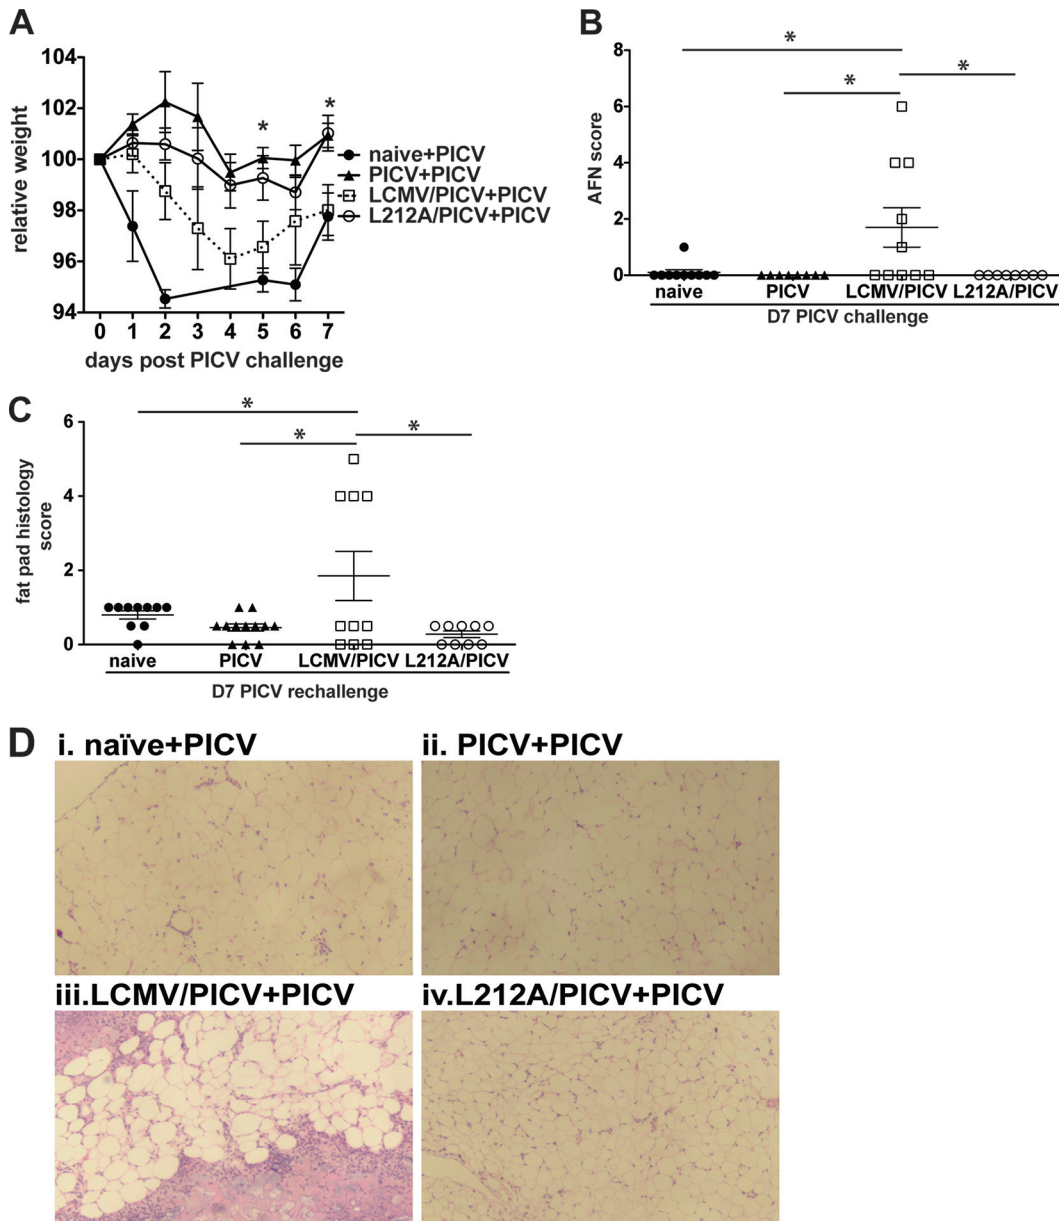 A
104
102
100
98
96
94
relative weight
*
*
0 1 2 3 4 5 6 7
days post PICV challenge
naive+PICV
PICV+PICV
LCMV/PICV+PICV
L212A/PICV+PICV
B
8
6
4
2
0
AFN score
*
*
*
naive PICV LCMV/PICV L212A/PICV
D7 PICV challenge
C
6
4
2
0
fat pad histology
score
*
*
*
naive PICV LCMV/PICV L212A/PICV
D7 PICV rechallenge
D
i. naïve+PICV
ii. PICV+PICV
iii.LCMV/PICV+PICV
iv.L212A/PICV+PICV